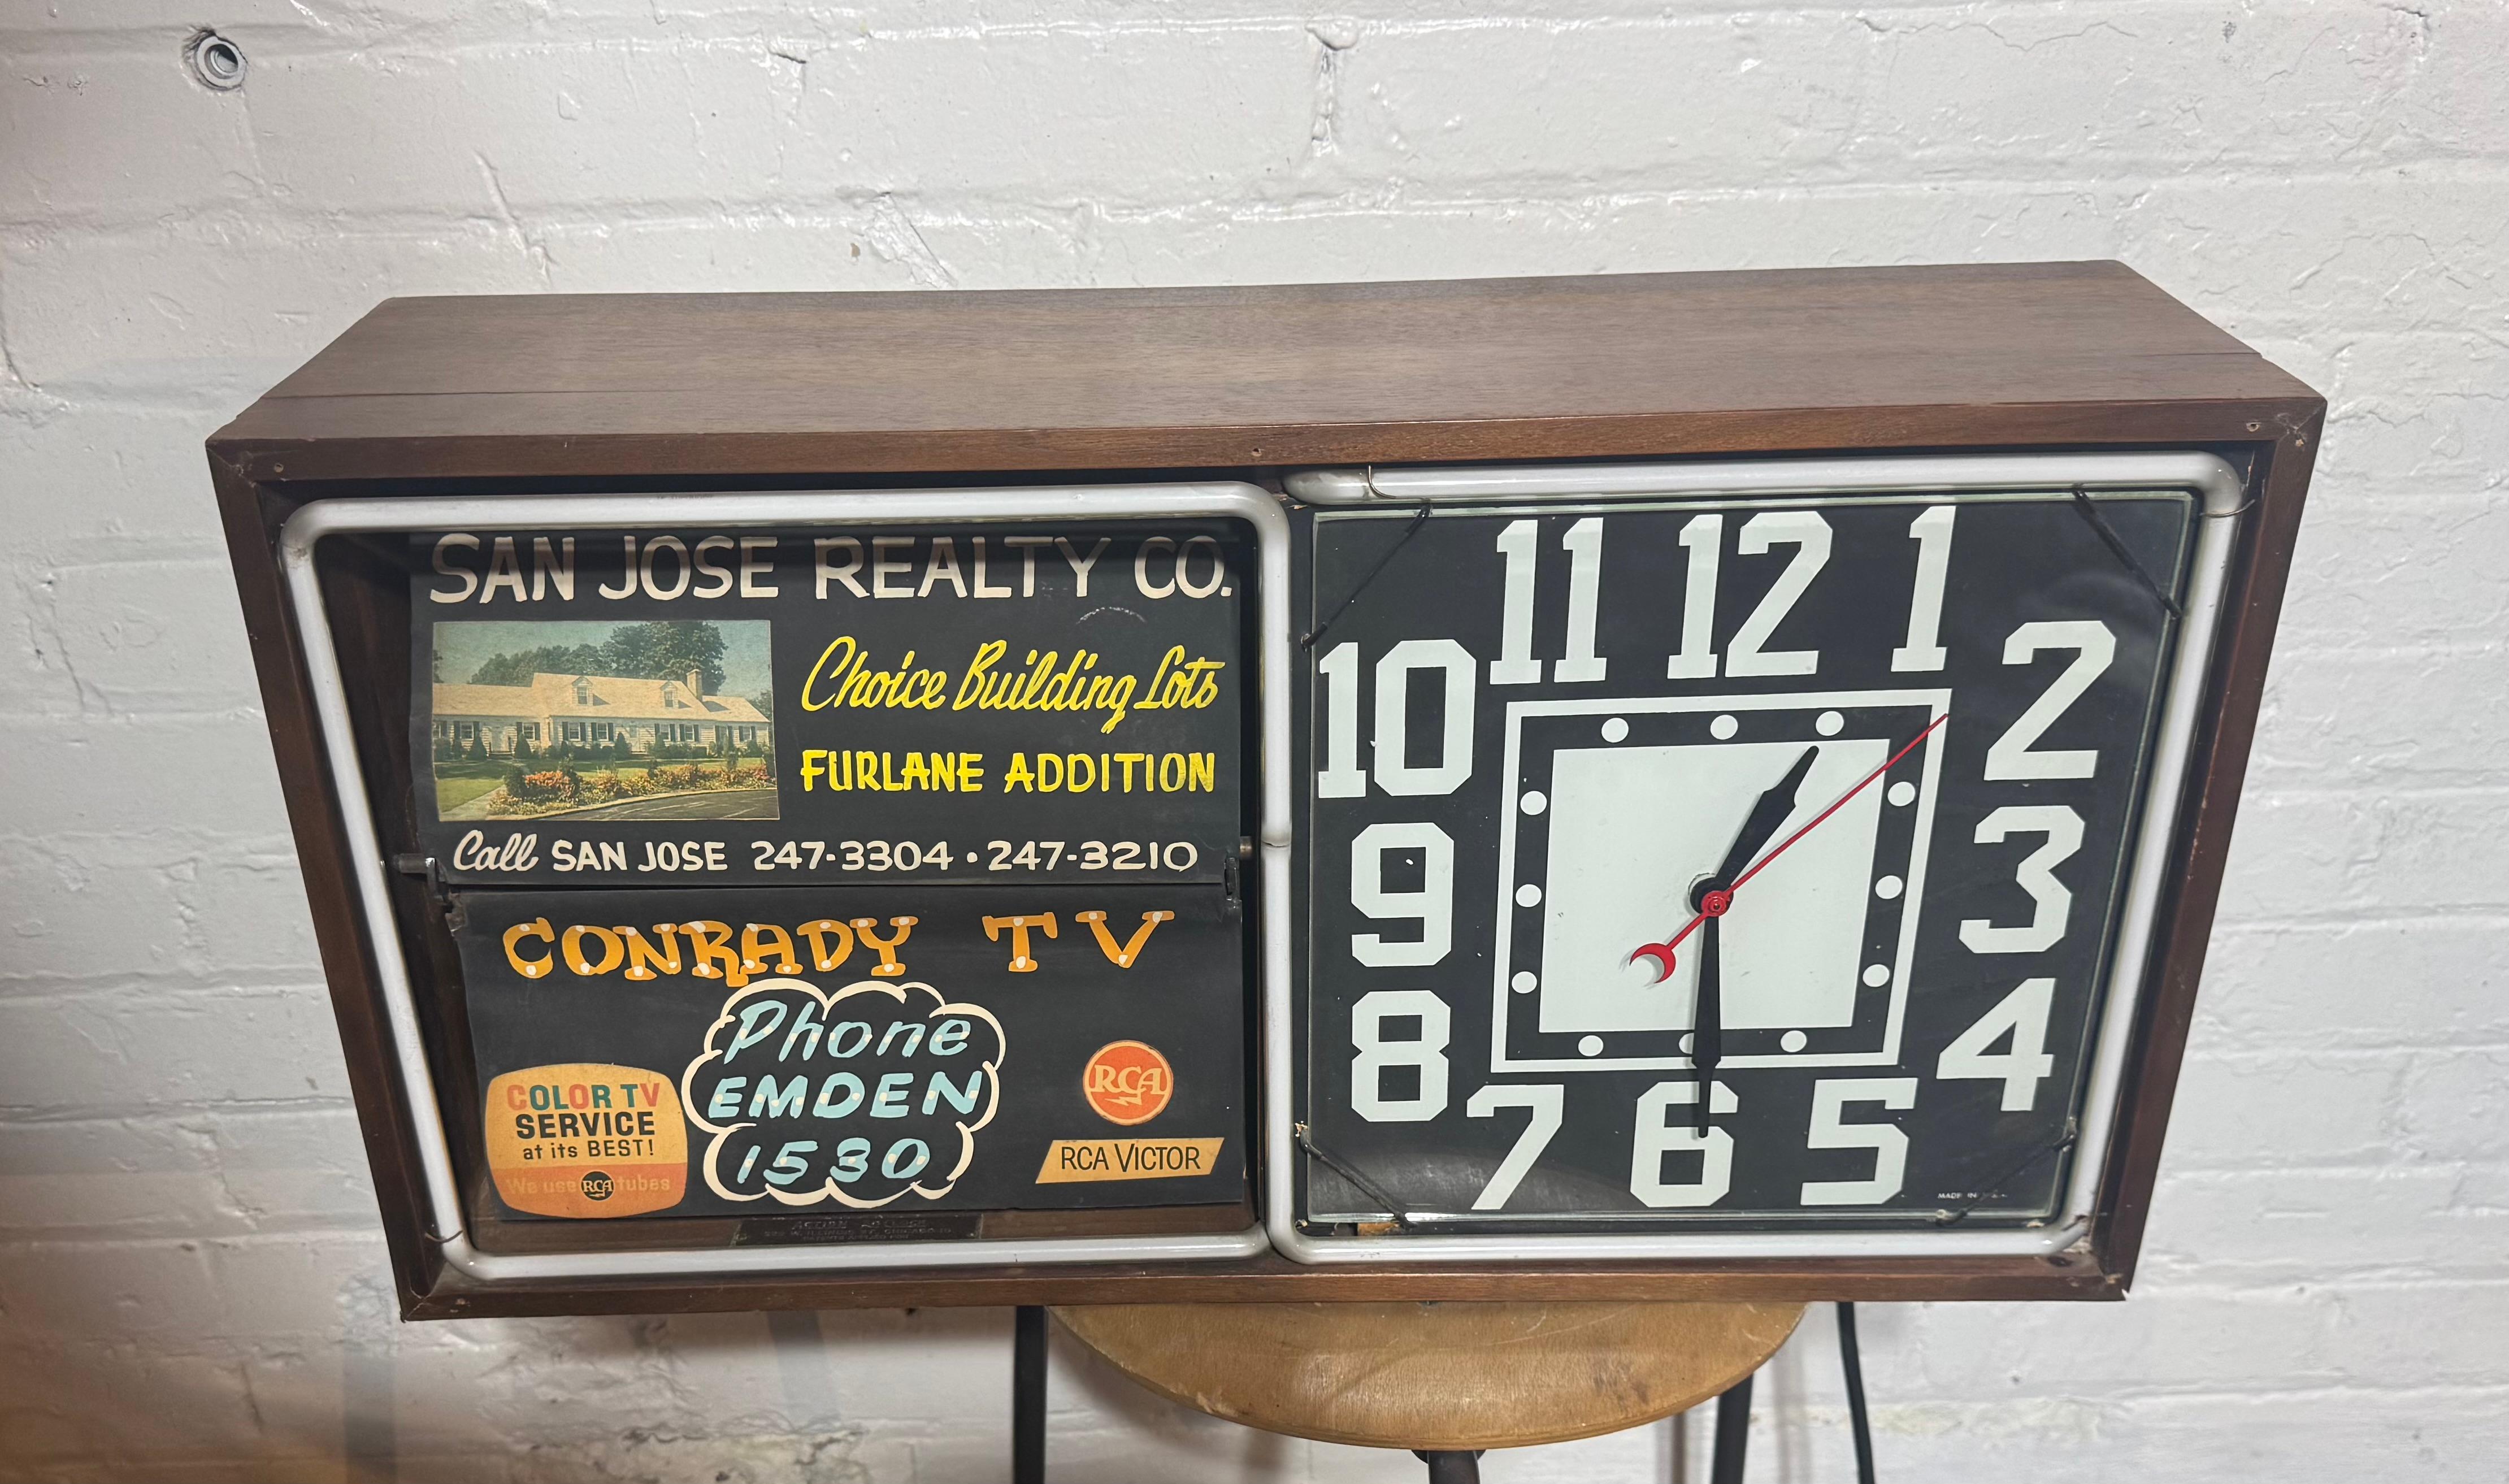 SAN JOSE REALTY CO.
Choice Building Lots
FURLANE ADDITION
Call SAN JOSE 247-3304 • 247-3210
CONRADY TV
Phone
EMDEN
1530
COLOR TV
SERVICE
at its BEST!
We use RCA tubes
RCA
RCA VICTOR
11 12 1
10 2
9 3
8 4
7 6 5
MADE IN